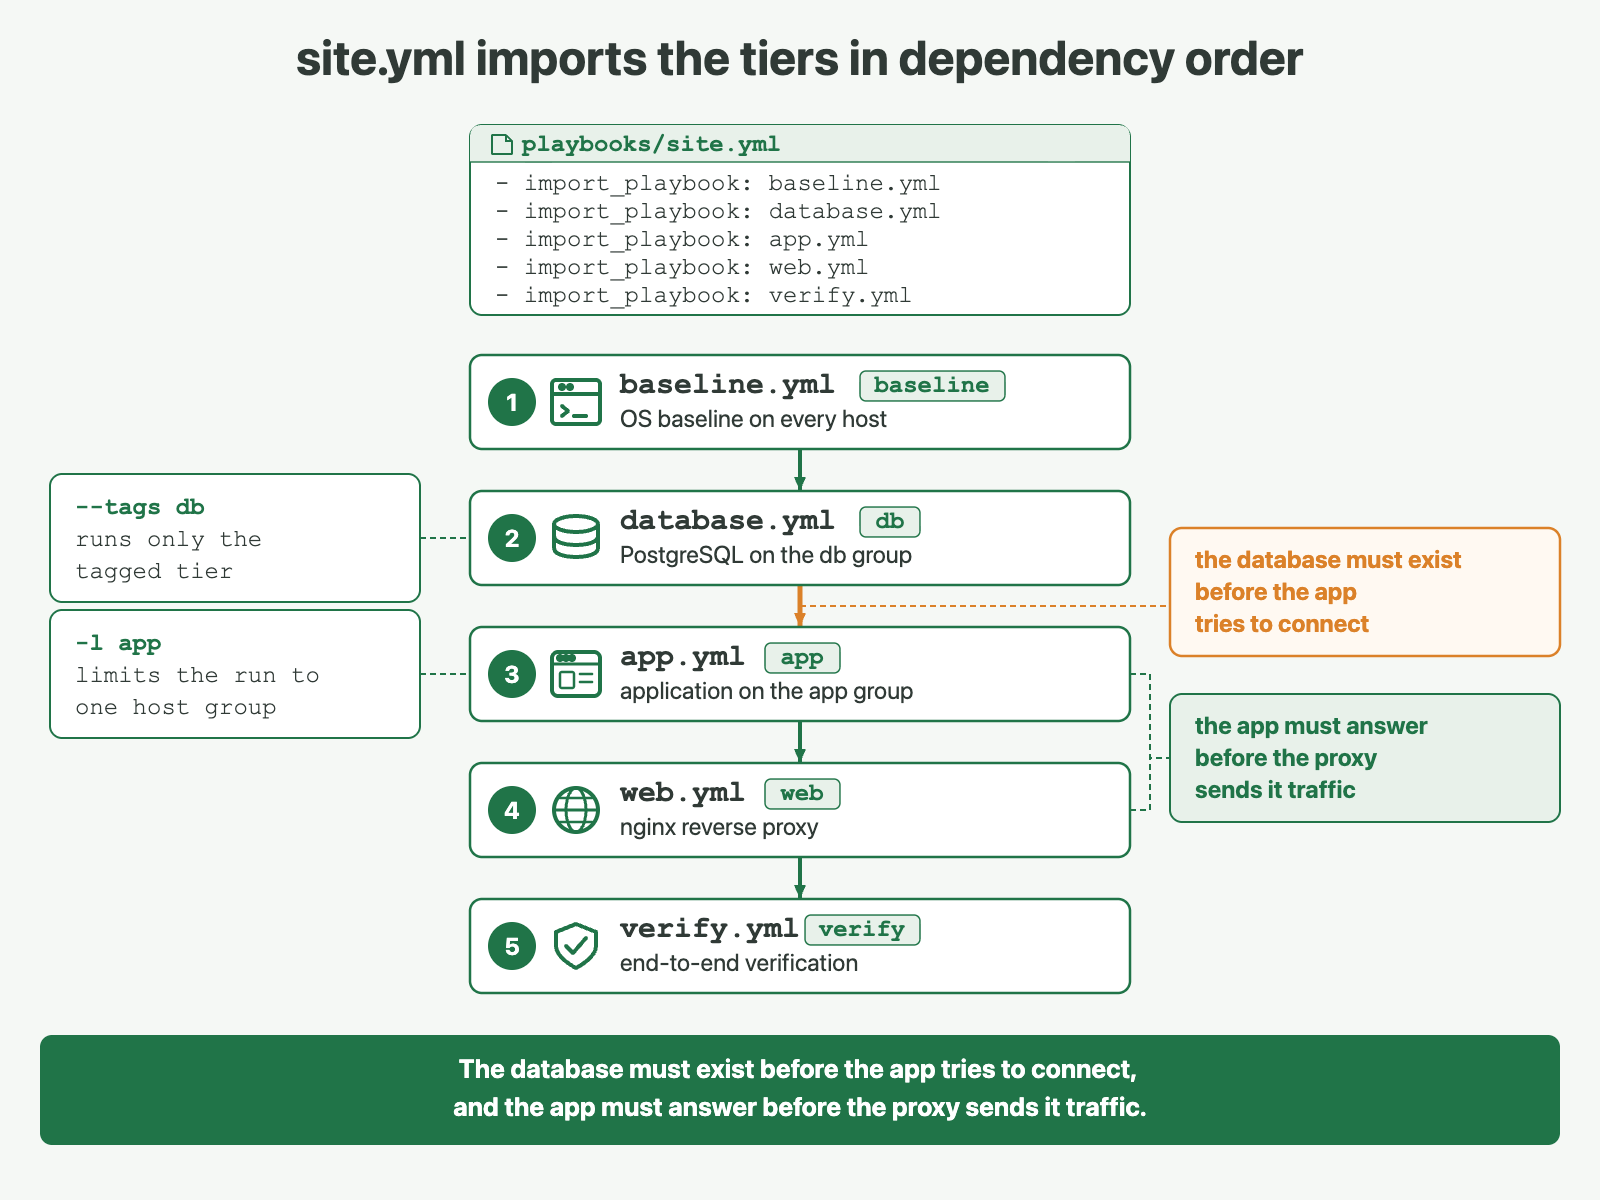 site.yml imports the tiers in dependency order
playbooks/site.yml
- import_playbook: baseline.yml
- import_playbook: database.yml
- import_playbook: app.yml
- import_playbook: web.yml
- import_playbook: verify.yml
1
baseline.yml baseline
OS baseline on every host
--tags db
runs only the
tagged tier
2
database.yml db
PostgreSQL on the db group
the database must exist
before the app
tries to connect
-l app
limits the run to
one host group
3
app.yml app
application on the app group
the app must answer
before the proxy
sends it traffic
4
web.yml web
nginx reverse proxy
5
verify.yml verify
end-to-end verification
The database must exist before the app tries to connect,
and the app must answer before the proxy sends it traffic.